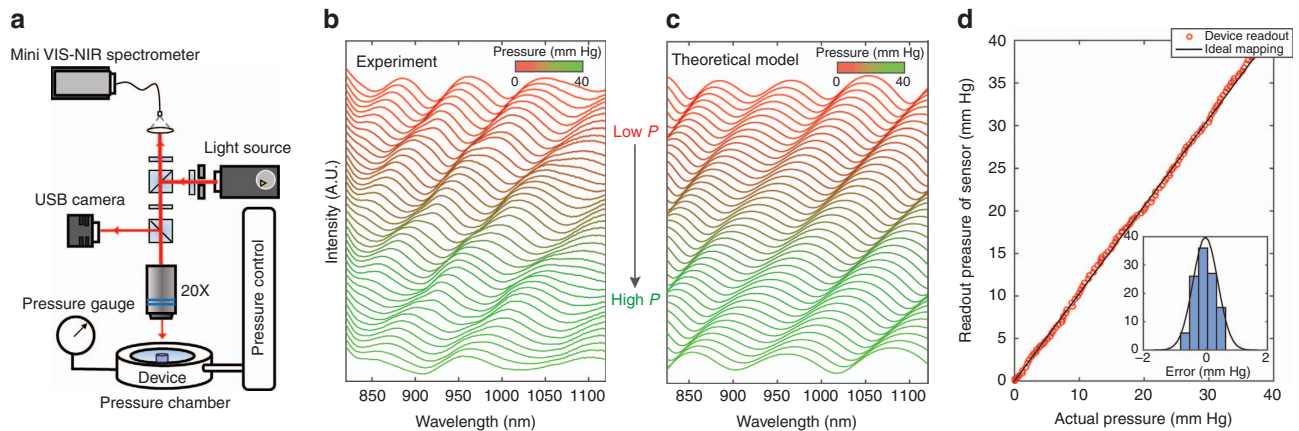 a
Mini VIS-NIR spectrometer
Light source
USB camera
20X
Pressure gauge
Pressure control
Device
Pressure chamber
b
Experiment
Pressure (mm Hg)
0 40
Intensity (A.U.)
850 900 950 1000 1050 1100
Wavelength (nm)
Low P
High P
c
Theoretical model
Pressure (mm Hg)
0 40
850 900 950 1000 1050 1100
Wavelength (nm)
d
Device readout
Ideal mapping
Readout preasure of sensor (mm Hg)
40
35
30
25
20
15
10
5
0
0 10 20 30 40
Actual pressure (mm Hg)
40
30
20
10
0
−2 0 2
Error (mm Hg)